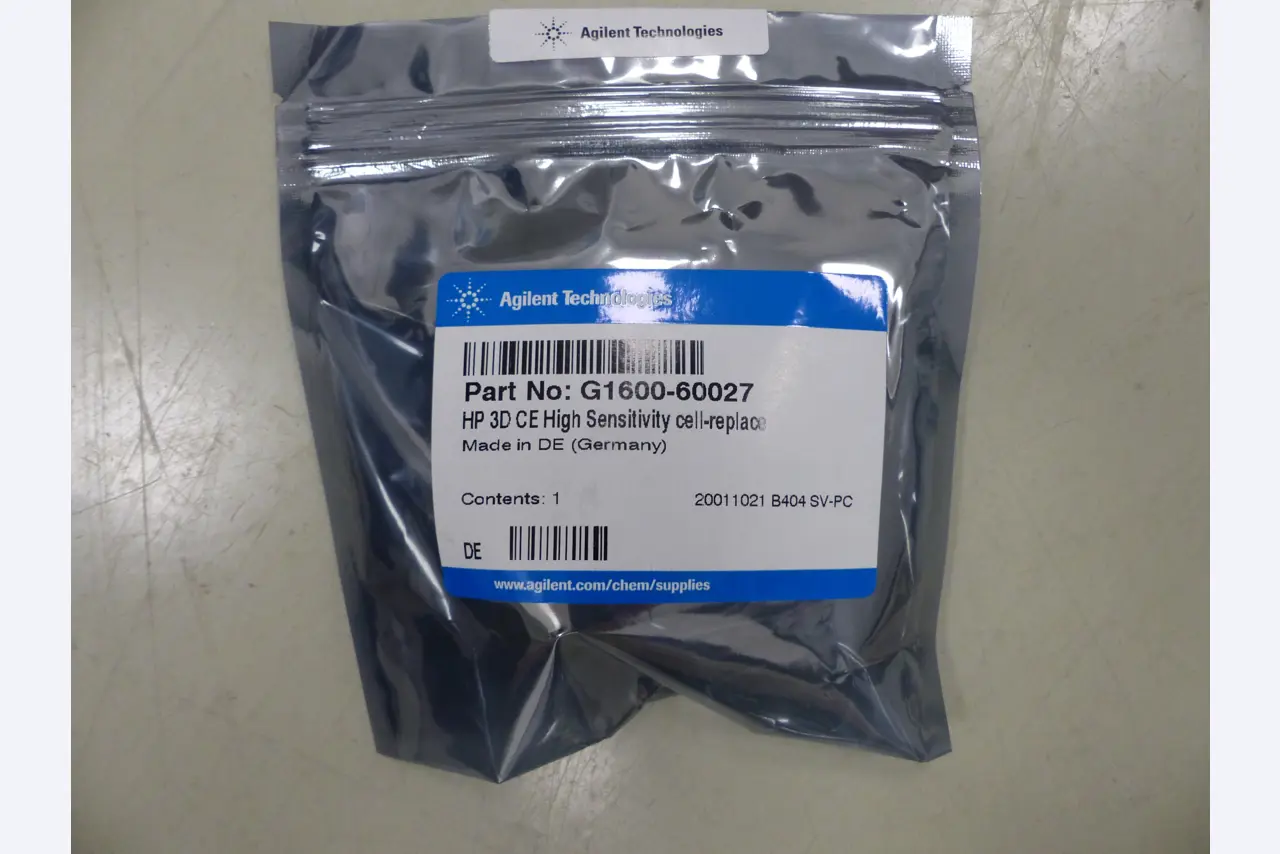 Agilent Technologies
Agilent Technologies
Part No: G1600-60027
HP 3D CE High Sensitivity cell-replace
Made in DE (Germany)
Contents: 1
20011021 B404 SV-PC
DE
www.agilent.com/chem/supplies